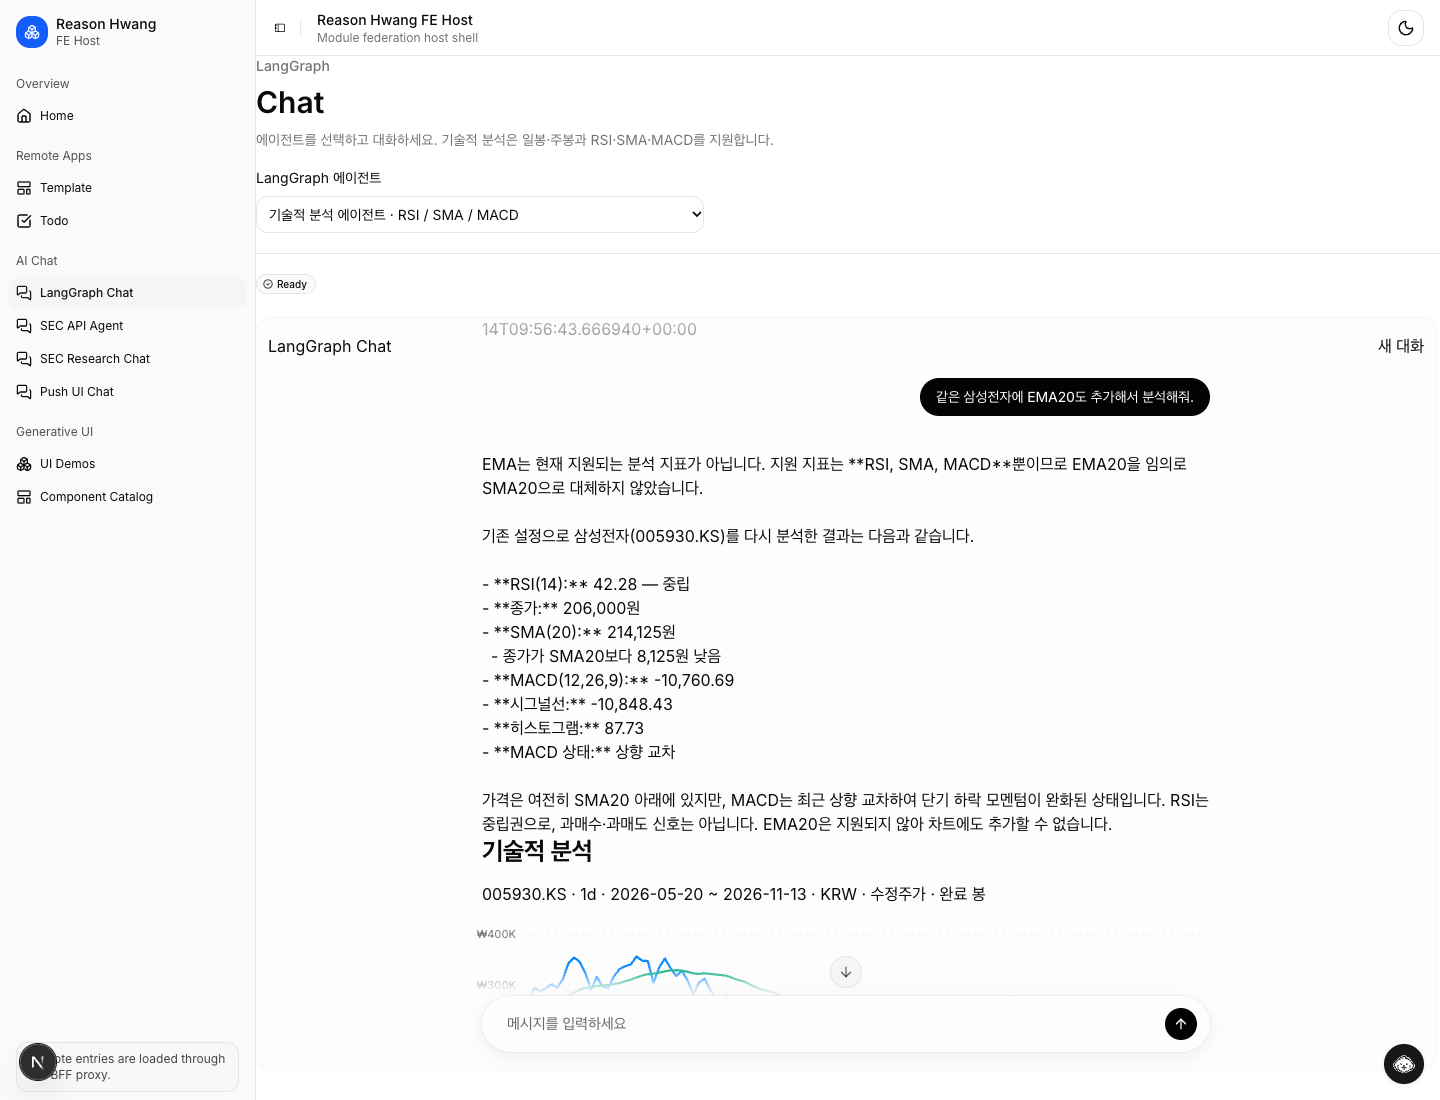 Reason Hwang
FE Host
Overview
Home
Remote Apps
Template
Todo
AI Chat
LangGraph Chat
SEC API Agent
SEC Research Chat
Push UI Chat
Generative UI
UI Demos
Component Catalog
ote entries are loaded through
BFF proxy.
Reason Hwang FE Host
Module federation host shell
LangGraph
Chat
에이전트를 선택하고 대화하세요. 기술적 분석은 일봉·주봉과 RSI·SMA·MACD를 지원합니다.
LangGraph 에이전트
기술적 분석 에이전트 · RSI / SMA / MACD
Ready
14T09:56:43.666940+00:00
LangGraph Chat
새 대화
같은 삼성전자에 EMA20도 추가해서 분석해줘.
EMA는 현재 지원되는 분석 지표가 아닙니다. 지원 지표는 **RSI, SMA, MACD**뿐이므로 EMA20을 임의로
SMA20으로 대체하지 않았습니다.
기존 설정으로 삼성전자(005930.KS)를 다시 분석한 결과는 다음과 같습니다.
- **RSI(14):** 42.28 — 중립
- **종가:** 206,000원
- **SMA(20):** 214,125원
- 종가가 SMA20보다 8,125원 낮음
- **MACD(12,26,9):** -10,760.69
- **시그널선:** -10,848.43
- **히스토그램:** 87.73
- **MACD 상태:** 상향 교차
가격은 여전히 SMA20 아래에 있지만, MACD는 최근 상향 교차하여 단기 하락 모멘텀이 완화된 상태입니다. RSI는
중립권으로, 과매수·과매도 신호는 아닙니다. EMA20은 지원되지 않아 차트에도 추가할 수 없습니다.
기술적 분석
005930.KS · 1d · 2026-05-20 ~ 2026-11-13 · KRW · 수정주가 · 완료 봉
₩400K
₩300K
메시지를 입력하세요
N